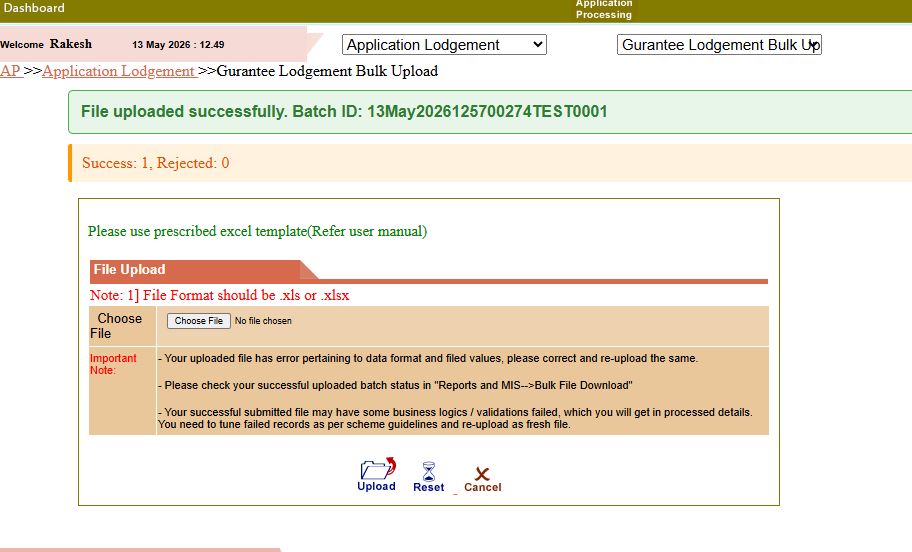 Dashboard
Application
Processing
Welcome Rakesh 13 May 2026 : 12.49
Application Lodgement
Gurantee Lodgement Bulk Up
AP >>Application Lodgement >>Gurantee Lodgement Bulk Upload
File uploaded successfully. Batch ID: 13May2026125700274TEST0001
Success: 1, Rejected: 0
Please use prescribed excel template(Refer user manual)
File Upload
Note: 1] File Format should be .xls or .xlsx
Choose File
Choose File No file chosen
Important Note:
- Your uploaded file has error pertaining to data format and filed values, please correct and re-upload the same.
- Please check your successful uploaded batch status in "Reports and MIS-->Bulk File Download"
- Your successful submitted file may have some business logics / validations failed, which you will get in processed details.
You need to tune failed records as per scheme guidelines and re-upload as fresh file.
Upload Reset Cancel